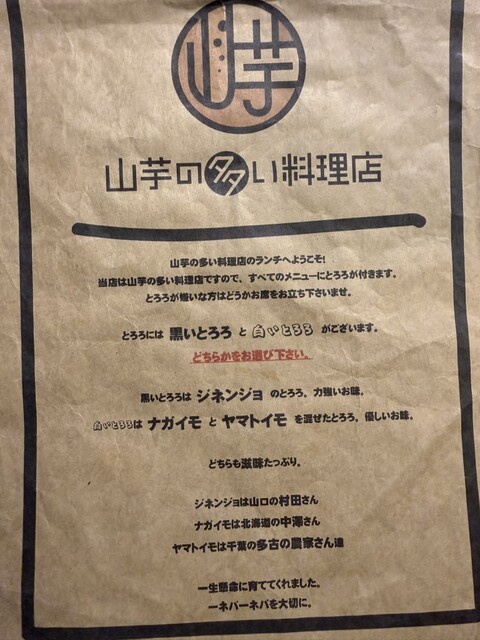 山芋
山芋の多い料理店
山芋の多い料理店のランチへようこそ!
当店は山芋の多い料理店ですので、すべてのメニューにとろろが付きます。
とろろが嫌いな方はどうかお席をお立ち下さいませ。
とろろには 黒いとろろ と 白いとろろ がございます。
どちらかをお選び下さい。
黒いとろろは ジネンジョ のとろろ。力強いお味。
白いとろろは ナガイモ と ヤマトイモ を混ぜたとろろ。優しいお味。
どちらも滋味たっぷり。
ジネンジョは山口の村田さん
ナガイモは北海道の中澤さん
ヤマトイモは千葉の多古の農家さん達
一生懸命に育ててくれました。
一ネバーネバを大切に。